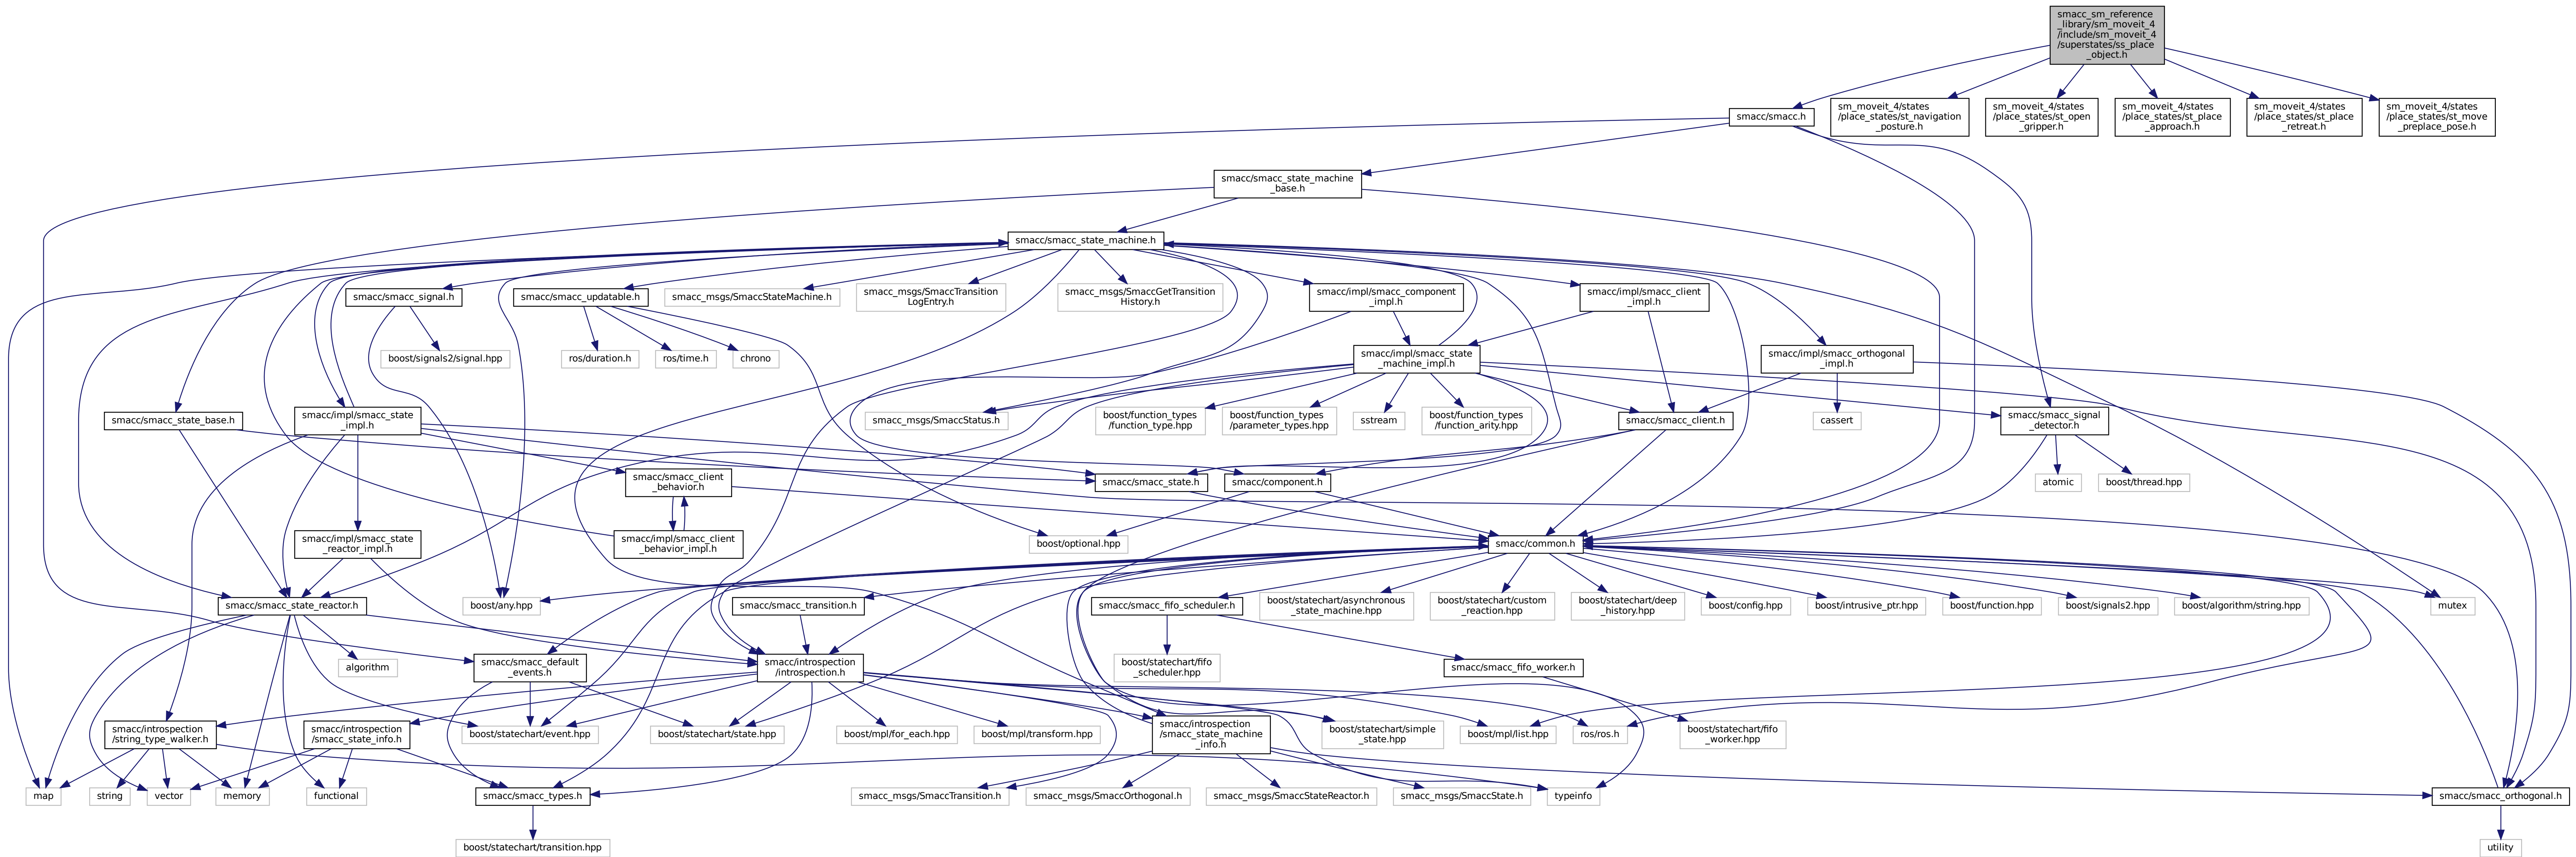 smacc_sm_reference
_library/sm_moveit_4
/include/sm_moveit_4
/superstates/ss_place
_object.h
smacc/smacc.h
sm_moveit_4/states
/place_states/st_navigation
_posture.h
sm_moveit_4/states
/place_states/st_open
_gripper.h
sm_moveit_4/states
/place_states/st_place
_approach.h
sm_moveit_4/states
/place_states/st_place
_retreat.h
sm_moveit_4/states
/place_states/st_move
_preplace_pose.h
smacc/smacc_state_machine
_base.h
smacc/smacc_state_machine.h
smacc/smacc_signal.h
smacc/smacc_updatable.h
smacc_msgs/SmaccStateMachine.h
smacc_msgs/SmaccTransition
LogEntry.h
smacc_msgs/SmaccGetTransition
History.h
smacc/impl/smacc_component
_impl.h
smacc/impl/smacc_client
_impl.h
boost/signals2/signal.hpp
ros/duration.h
ros/time.h
chrono
smacc/impl/smacc_state
_machine_impl.h
smacc/impl/smacc_orthogonal
_impl.h
smacc/smacc_state_base.h
smacc/impl/smacc_state
_impl.h
smacc_msgs/SmaccStatus.h
boost/function_types
/function_type.hpp
boost/function_types
/parameter_types.hpp
sstream
boost/function_types
/function_arity.hpp
smacc/smacc_client.h
cassert
smacc/smacc_signal
_detector.h
smacc/smacc_client
_behavior.h
smacc/smacc_state.h
smacc/component.h
atomic
boost/thread.hpp
smacc/impl/smacc_state
_reactor_impl.h
smacc/impl/smacc_client
_behavior_impl.h
boost/optional.hpp
smacc/common.h
smacc/smacc_state_reactor.h
boost/any.hpp
smacc/smacc_transition.h
smacc/smacc_fifo_scheduler.h
boost/statechart/asynchronous
_state_machine.hpp
boost/statechart/custom
_reaction.hpp
boost/statechart/deep
_history.hpp
boost/config.hpp
boost/intrusive_ptr.hpp
boost/function.hpp
boost/signals2.hpp
boost/algorithm/string.hpp
mutex
algorithm
smacc/smacc_default
_events.h
smacc/introspection
/introspection.h
boost/statechart/fifo
_scheduler.hpp
smacc/smacc_fifo_worker.h
smacc/introspection
/string_type_walker.h
smacc/introspection
/smacc_state_info.h
boost/statechart/event.hpp
boost/statechart/state.hpp
boost/mpl/for_each.hpp
boost/mpl/transform.hpp
smacc/introspection
/smacc_state_machine
_info.h
boost/statechart/simple
_state.hpp
boost/mpl/list.hpp
ros/ros.h
boost/statechart/fifo
_worker.hpp
map
string
vector
memory
functional
smacc/smacc_types.h
smacc_msgs/SmaccTransition.h
smacc_msgs/SmaccOrthogonal.h
smacc_msgs/SmaccStateReactor.h
smacc_msgs/SmaccState.h
typeinfo
smacc/smacc_orthogonal.h
boost/statechart/transition.hpp
utility